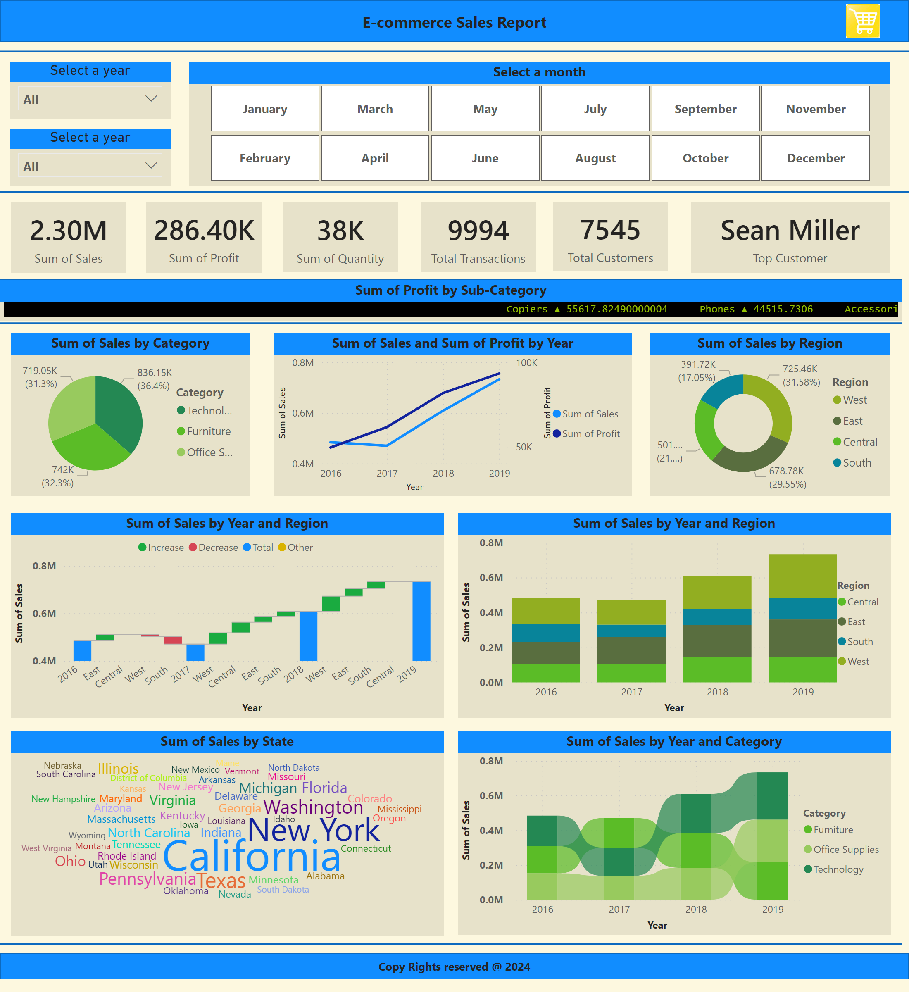 E-commerce Sales Report
Select a year
All
Select a year
All
Select a month
January March May July September November
February April June August October December
2.30M
Sum of Sales
286.40K
Sum of Profit
38K
Sum of Quantity
9994
Total Transactions
7545
Total Customers
Sean Miller
Top Customer
Sum of Profit by Sub-Category
Copiers ▲ 55617.82490000004 Phones ▲ 44515.7306 Accessori
Sum of Sales by Category
719.05K
(31.3%)
836.15K
(36.4%)
742K
(32.3%)
Category
Technol...
Furniture
Office S...
Sum of Sales and Sum of Profit by Year
Sum of Sales
0.8M
0.6M
0.4M
100K
50K
Sum of Profit
2016 2017 2018 2019
Year
Sum of Sales
Sum of Profit
Sum of Sales by Region
391.72K
(17.05%)
725.46K
(31.58%)
501....
(21....)
678.78K
(29.55%)
Region
West
East
Central
South
Sum of Sales by Year and Region
Increase Decrease Total Other
Sum of Sales
0.8M
0.6M
0.4M
2016 East Central West South 2017 West Central East South 2018 West East South Central 2019
Year
Sum of Sales by Year and Region
Sum of Sales
0.8M
0.6M
0.4M
0.2M
0.0M
2016 2017 2018 2019
Year
Region
Central
East
South
West
Sum of Sales by State
Maine
Nebraska
Illinois
New Mexico
Vermont
North Dakota
South Carolina
District of Columbia
Arkansas
Missouri
Kansas
New Jersey
Michigan
Florida
New Hampshire
Maryland
Virginia
Delaware
Colorado
Arizona
Georgia
Washington
Mississippi
Massachusetts
Kentucky
Louisiana
Idaho
Oregon
Iowa
Wyoming
North Carolina
Indiana
New York
West Virginia
Montana
Tennessee
Connecticut
Rhode Island
California
Ohio
Utah
Wisconsin
Pennsylvania
Texas
Minnesota
Alabama
Oklahoma
Nevada
South Dakota
Sum of Sales by Year and Category
Sum of Sales
0.8M
0.6M
0.4M
0.2M
0.0M
2016 2017 2018 2019
Year
Category
Furniture
Office Supplies
Technology
Copy Rights reserved @ 2024